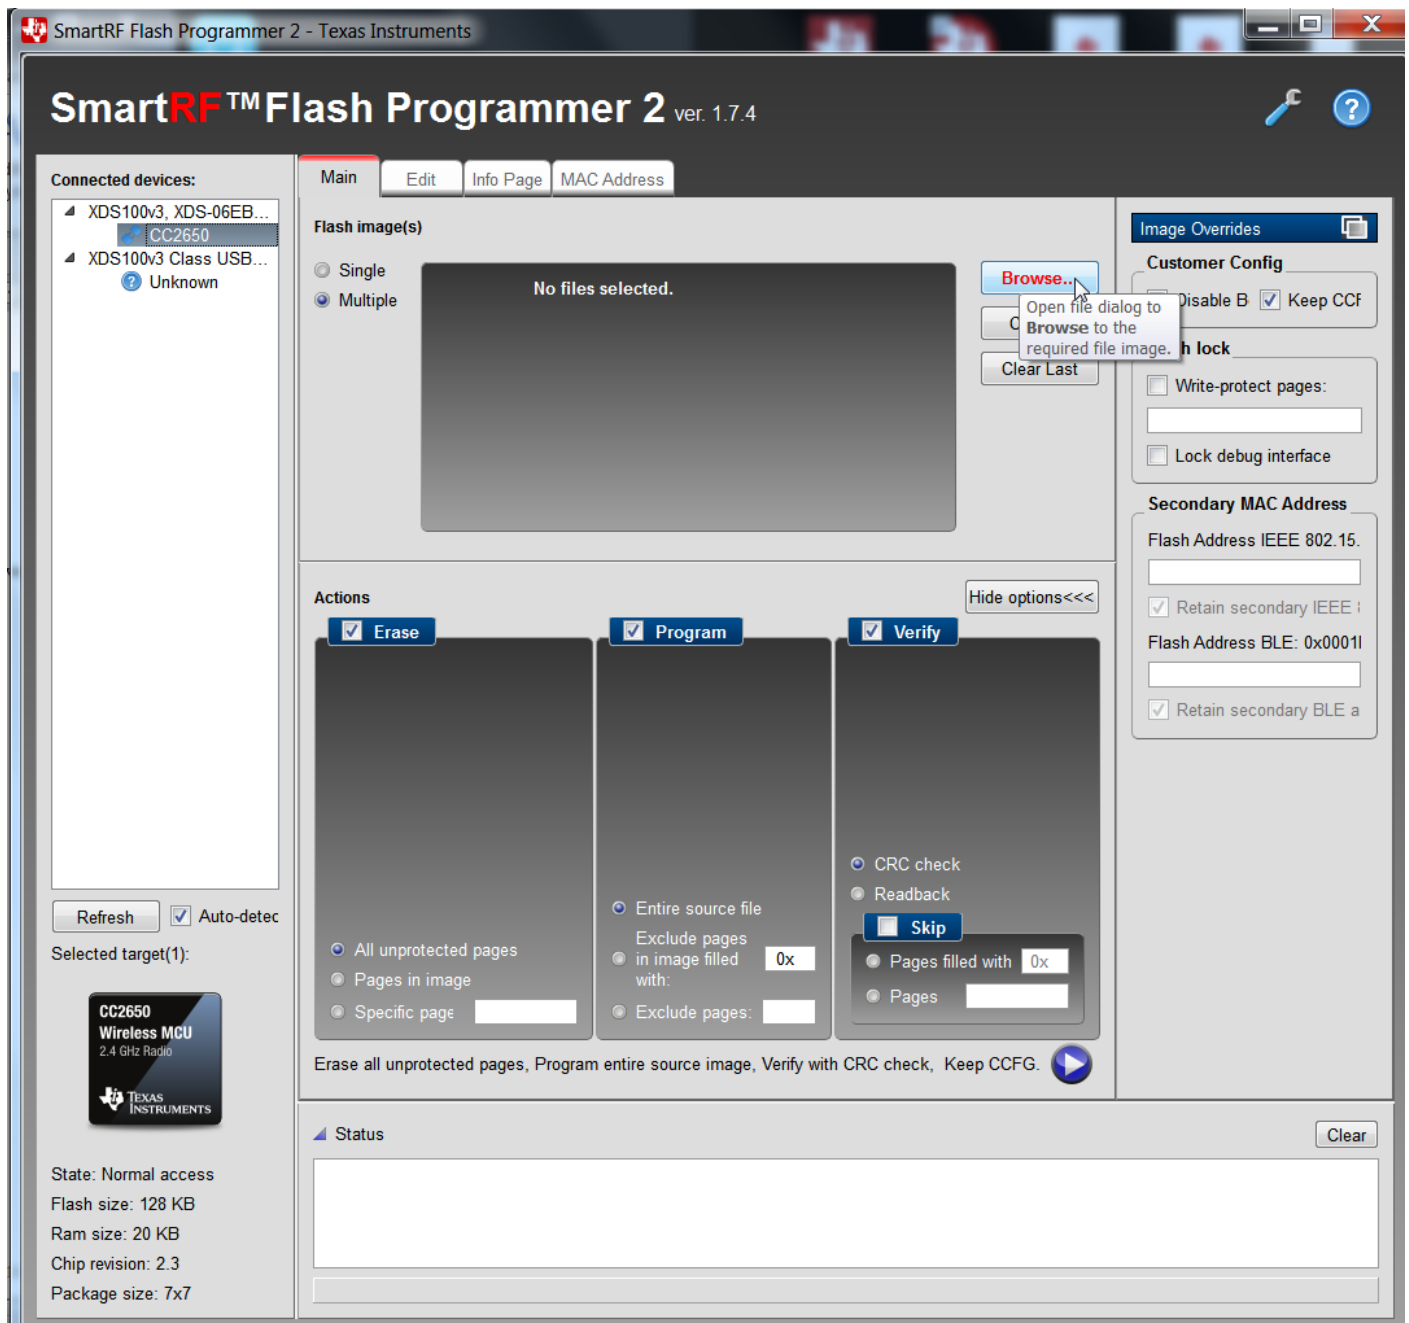 SmartRF Flash Programmer 2 - Texas Instruments
SmartRF™Flash Programmer 2 ver. 1.7.4
Connected devices:
XDS100v3, XDS-06EB...
CC2650
XDS100v3 Class USB...
Unknown
Refresh
Auto-detec
Selected target(1):
CC2650
Wireless MCU
2.4 GHz Radio
TEXAS
INSTRUMENTS
State: Normal access
Flash size: 128 KB
Ram size: 20 KB
Chip revision: 2.3
Package size: 7x7
Main Edit Info Page MAC Address
Flash image(s)
Single
Multiple
No files selected.
Browse...
Open file dialog to
Browse to the
required file image.
Clear Last
Actions
Hide options<<<
Erase
All unprotected pages
Pages in image
Specific page
Program
Entire source file
Exclude pages
in image filled
with:
0x
Exclude pages:
Verify
CRC check
Readback
Skip
Pages filled with 0x
Pages
Erase all unprotected pages, Program entire source image, Verify with CRC check, Keep CCFG.
Image Overrides
Customer Config
Disable B
Keep CCF
lock
Write-protect pages:
Lock debug interface
Secondary MAC Address
Flash Address IEEE 802.15.
Retain secondary IEEE
Flash Address BLE: 0x0001
Retain secondary BLE a
Status
Clear